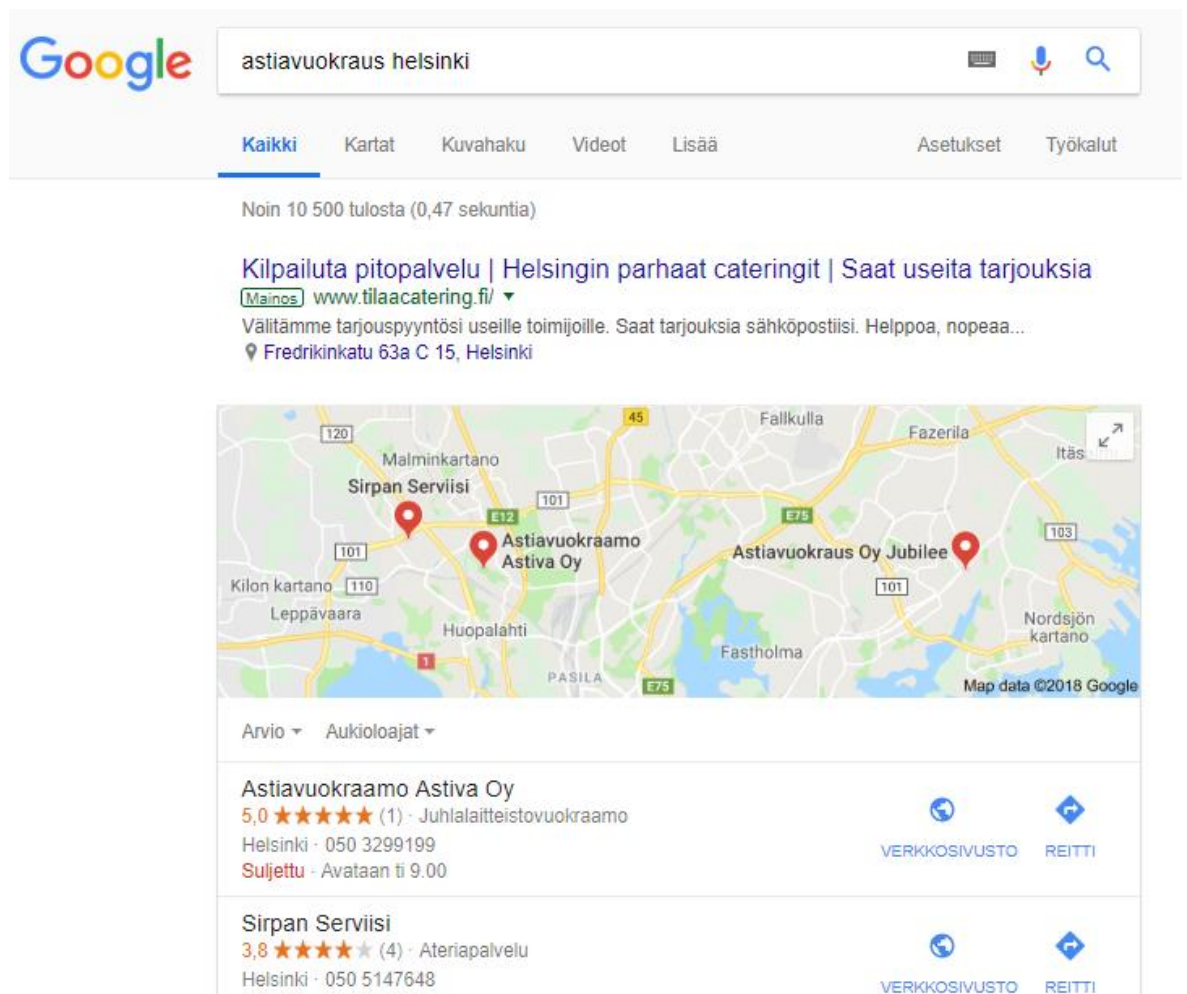 Google
astiavuokraus helsinki
Kaikki Kartat Kuvahaku Videot Lisää Asetukset Työkalut
Noin 10 500 tulosta (0,47 sekuntia)
Kilpailuta pitopalvelu | Helsingin parhaat cateringit | Saat useita tarjouksia
Mainos www.tilaacatering.fi/
Välitämme tarjouspyyntösi useille toimijoille. Saat tarjouksia sähköpostiisi. Helppoa, nopeaa...
Fredrikinkatu 63a C 15, Helsinki
45
Fallkulla
120
Fazerila
Malminkartano
Sirpan Serviisi
101
E12
E75
Astiavuokraamo
Astiva Oy
101
103
Astiavuokraus Oy Jubilee
Kilon kartano 110
101
Leppävaara
Huopalahti
Nordsjön
kartano
Fastholma
1
PASILA
E75
Map data ©2018 Google
Arvio Aukioloajat
Astiavuokraamo Astiva Oy
5,0 ★★★★★ (1) · Juhlalaitteistovuokraamo
Helsinki · 050 3299199
Suljettu · Avataan ti 9.00
VERKKOSIVUSTO REITTI
Sirpan Serviisi
3,8 ★★★★★ (4) · Ateriapalvelu
Helsinki · 050 5147648
VERKKOSIVUSTO REITTI